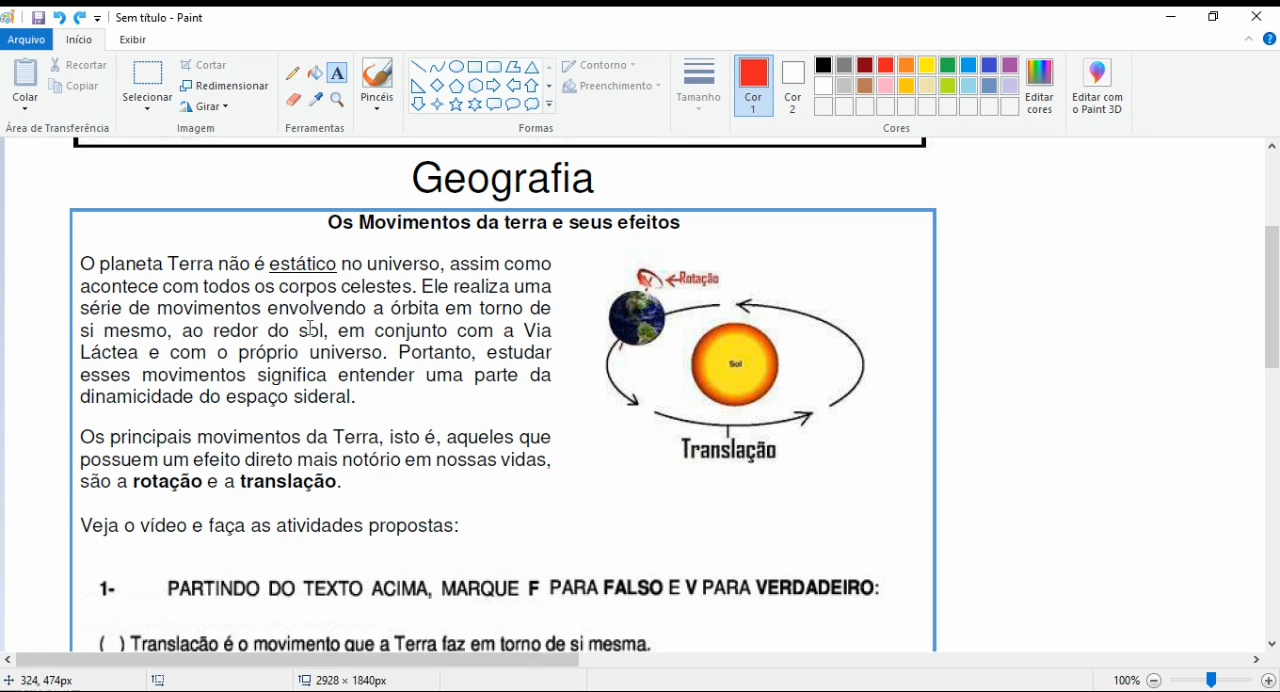 Sem título - Paint
Arquivo Início Exibir
Colar
Recortar
Copiar
Área de Transferência
Selecionar
Cortar
Redimensionar
Girar
Imagem
A
Ferramentas
Pincéis
Contorno
Preenchimento
Formas
Tamanho
Cor 1
Cor 2
Editar cores
Cores
Editar com o Paint 3D
Geografia
Os Movimentos da terra e seus efeitos
O planeta Terra não é estático no universo, assim como
acontece com todos os corpos celestes. Ele realiza uma
série de movimentos envolvendo a órbita em torno de
si mesmo, ao redor do sol, em conjunto com a Via
Láctea e com o próprio universo. Portanto, estudar
esses movimentos significa entender uma parte da
dinamicidade do espaço sideral.
Rotação
Sol
Translação
Os principais movimentos da Terra, isto é, aqueles que
possuem um efeito direto mais notório em nossas vidas,
são a rotação e a translação.
Veja o vídeo e faça as atividades propostas:
1- PARTINDO DO TEXTO ACIMA, MARQUE F PARA FALSO E V PARA VERDADEIRO:
( ) Translação é o movimento que a Terra faz em torno de si mesma.
324, 474px
2928 × 1840px
100%